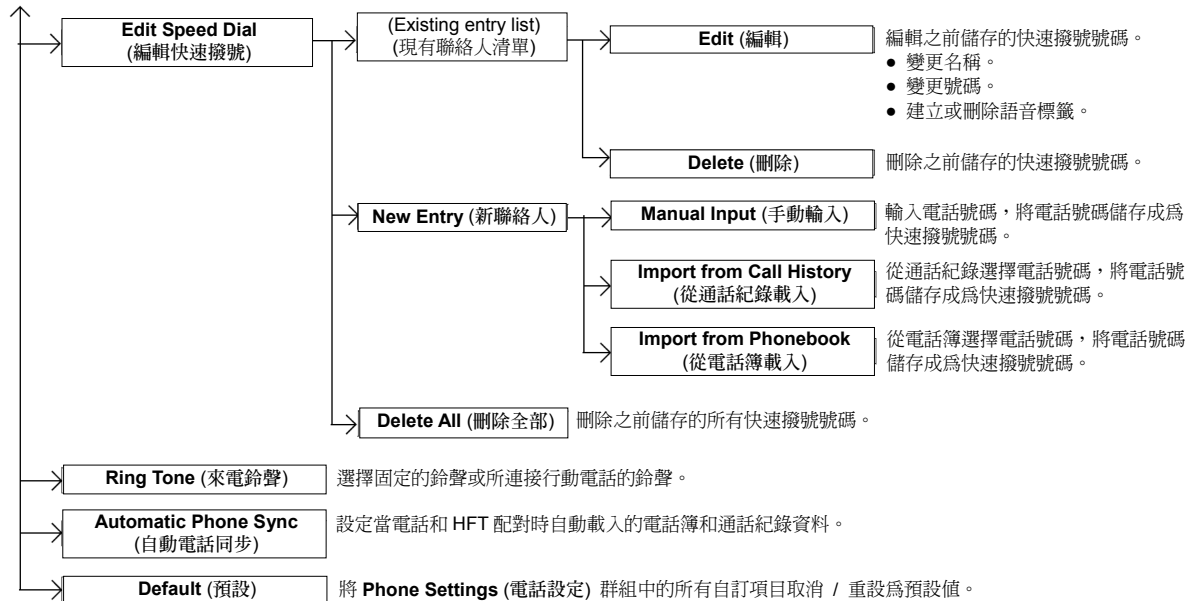 Edit Speed Dial
(編輯快速撥號)
(Existing entry list)
(現有聯絡人清單)
Edit (編輯)
編輯之前儲存的快速撥號號碼。
● 變更名稱。
● 變更號碼。
● 建立或刪除語音標籤。
Delete (刪除)
刪除之前儲存的快速撥號號碼。
New Entry (新聯絡人)
Manual Input (手動輸入)
輸入電話號碼，將電話號碼儲存成爲
快速撥號號碼。
Import from Call History
(從通話紀錄載入)
從通話紀錄選擇電話號碼，將電話號
碼儲存成爲快速撥號號碼。
Import from Phonebook
(從電話簿載入)
從電話簿選擇電話號碼，將電話號碼
儲存成爲快速撥號號碼。
Delete All (刪除全部)
刪除之前儲存的所有快速撥號號碼。
Ring Tone (來電鈴聲)
選擇固定的鈴聲或所連接行動電話的鈴聲。
Automatic Phone Sync
(自動電話同步)
設定當電話和 HFT 配對時自動載入的電話簿和通話紀錄資料。
Default (預設)
將 Phone Settings (電話設定) 群組中的所有自訂項目取消 / 重設爲預設值。